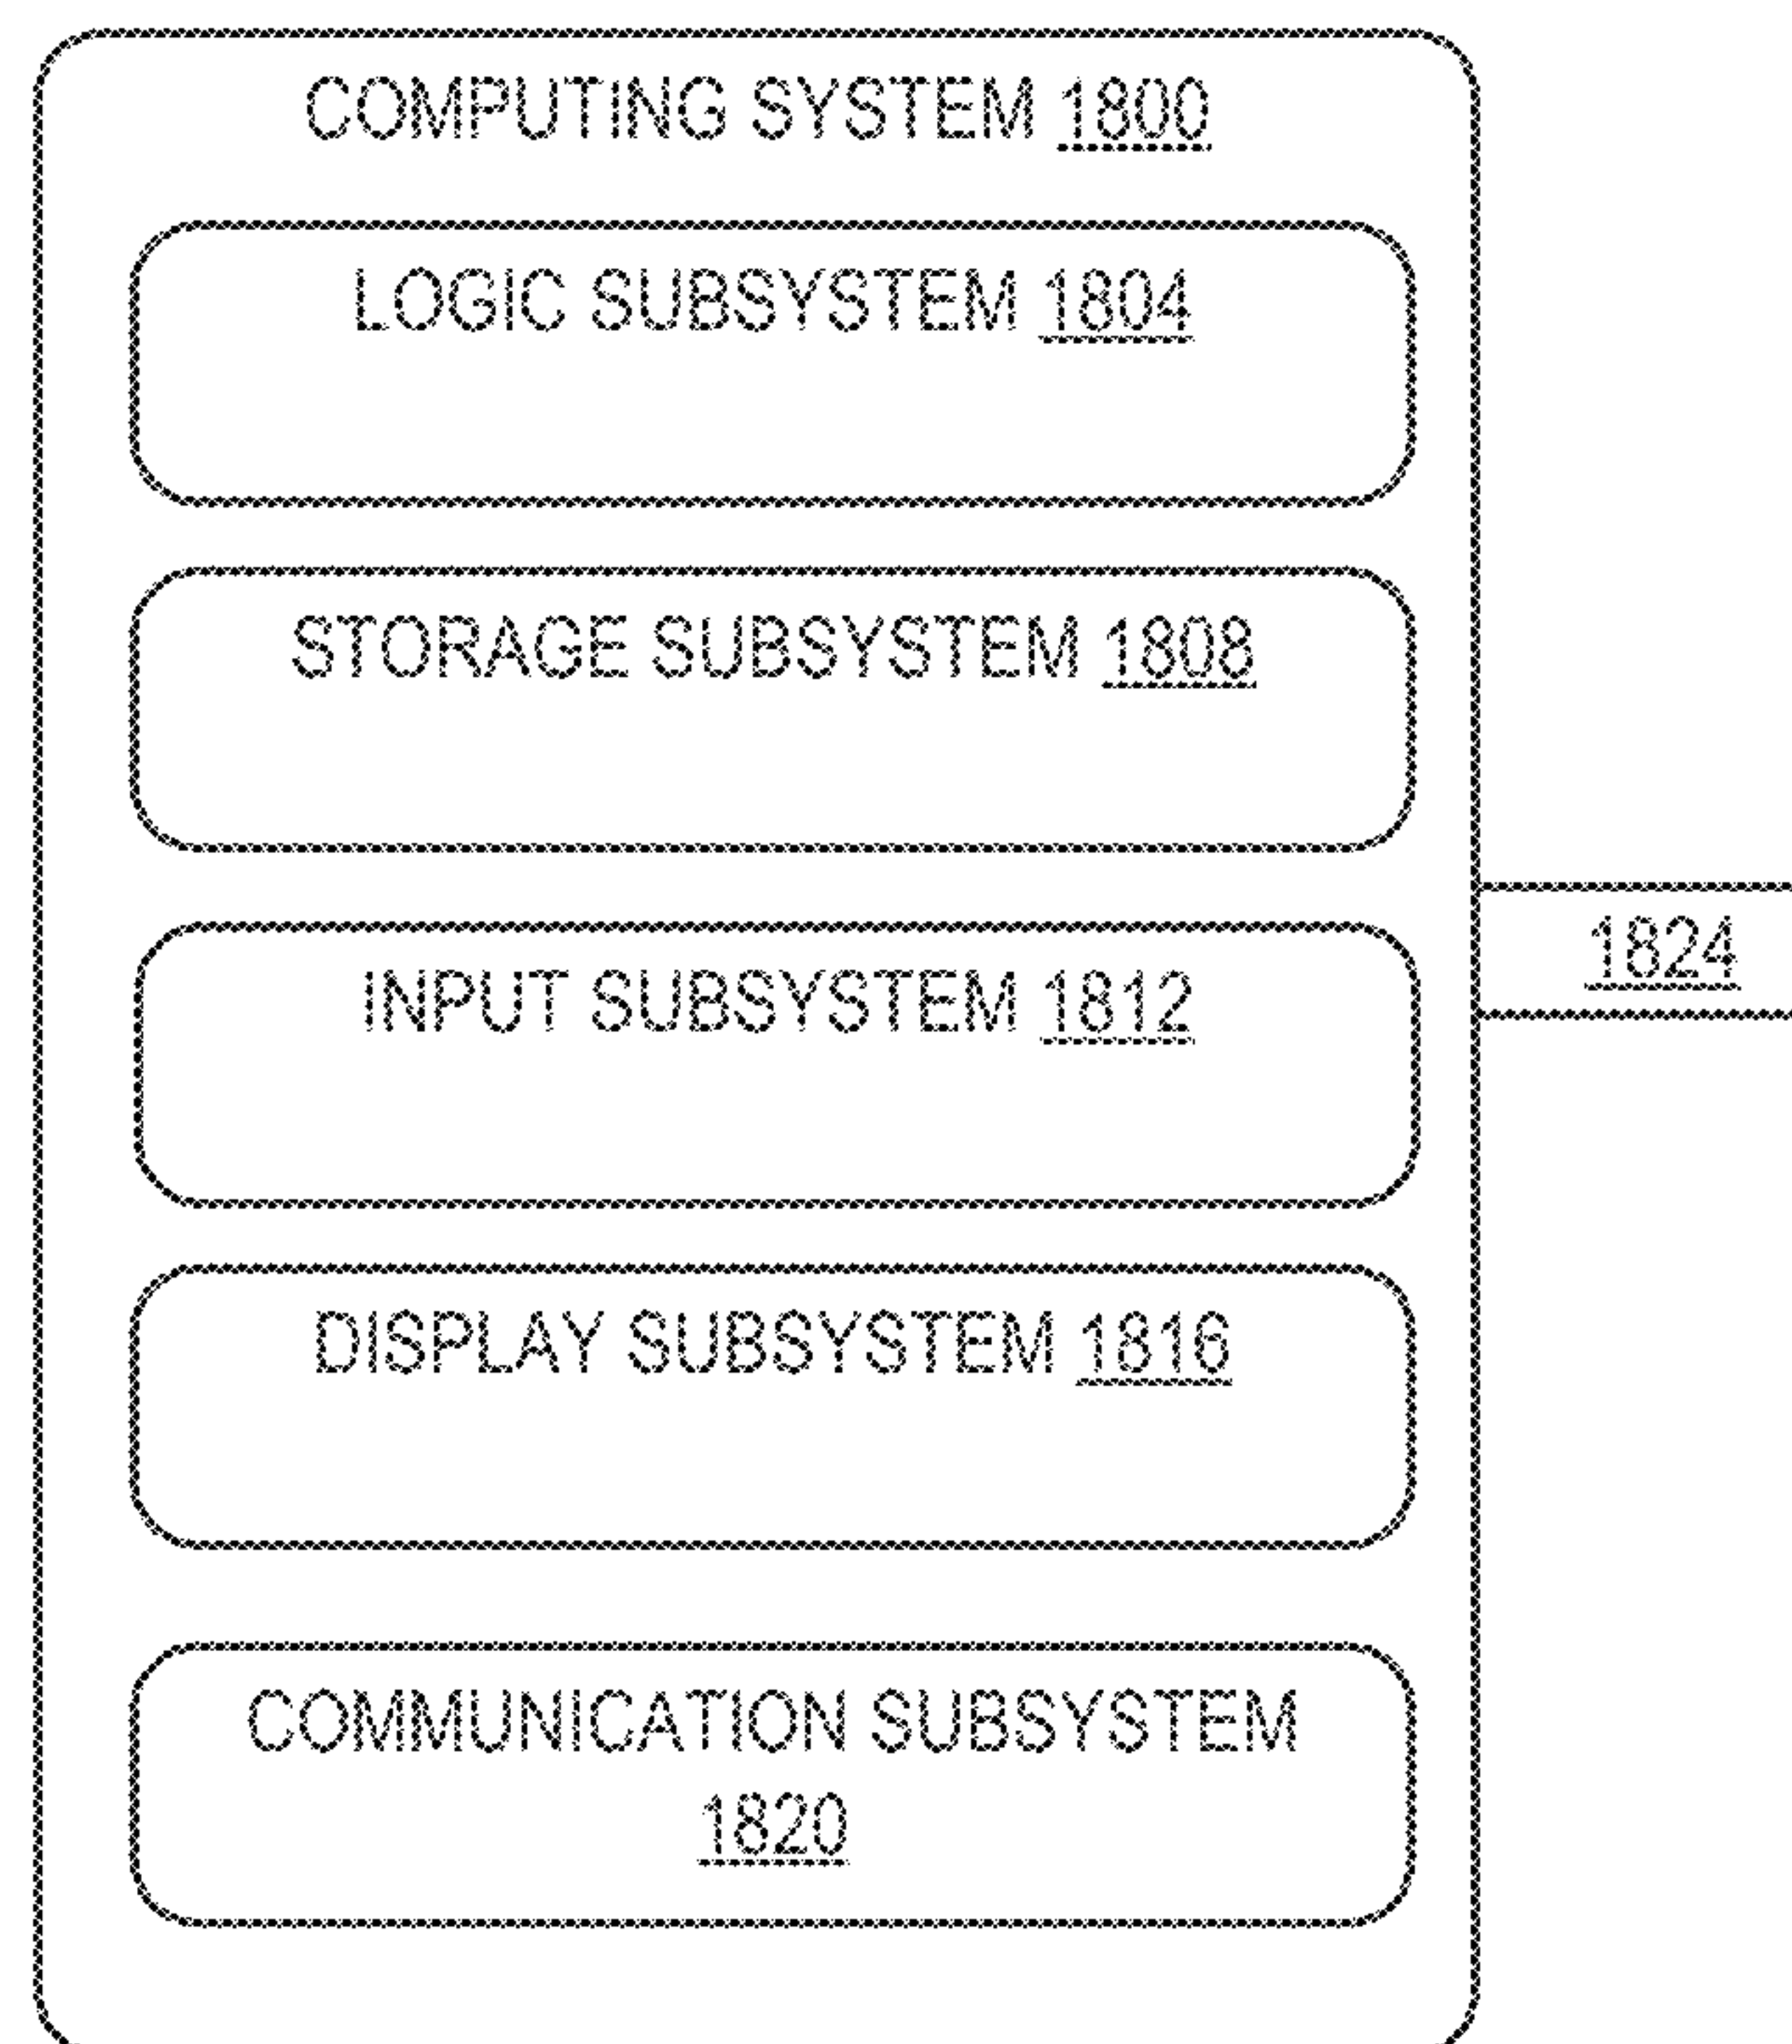 COMPUTING SYSTEM 1800
LOGIC SUBSYSTEM 1804
STORAGE SUBSYSTEM 1808
1824
INPUT SUBSYSTEM 1812
DISPLAY SUBSYSTEM 1816
COMMUNICATION SUBSYSTEM
1820